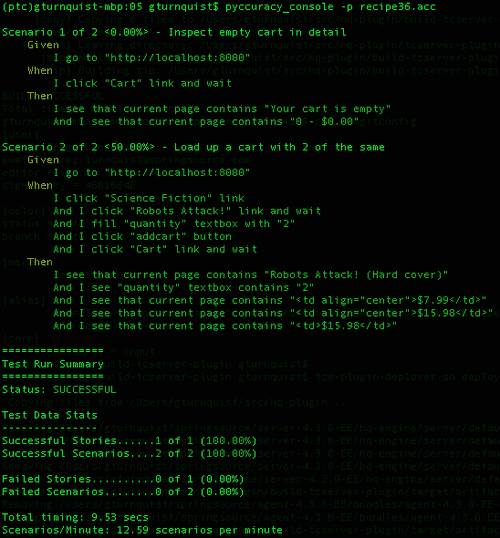 (ptc)gturnquist-mbp:05 gturnquist$ pyccuracy_console -p recipe36.acc
Scenario 1 of 2 <0.00%> - Inspect empty cart in detail
Given
I go to "http://localhost:8000"
When
I click "Cart" link and wait
Then
I see that current page contains "Your cart is empty"
And I see that current page contains "0 - $0.00"
Scenario 2 of 2 <50.00%> - Load up a cart with 2 of the same
Given
I go to "http://localhost:8000"
When
I click "Science Fiction" link
And I click "Robots Attack!" link and wait
And I fill "quantity" textbox with "2"
And I click "addcart" button
And I click "Cart" link and wait
Then
I see that current page contains "Robots Attack! (Hard cover)"
And I see "quantity" textbox contains "2"
And I see that current page contains "<td align="center">$7.99</td>"
And I see that current page contains "<td align="center">$15.98</td>"
And I see that current page contains "<td>$15.98</td>"
================
Test Run Summary
================
Status: SUCCESSFUL
Test Data Stats
---------------
Successful Stories......1 of 1 (100.00%)
Successful Scenarios....2 of 2 (100.00%)
Failed Stories..........0 of 1 (0.00%)
Failed Scenarios........0 of 2 (0.00%)
Total timing: 9.53 secs
Scenarios/Minute: 12.59 scenarios per minute